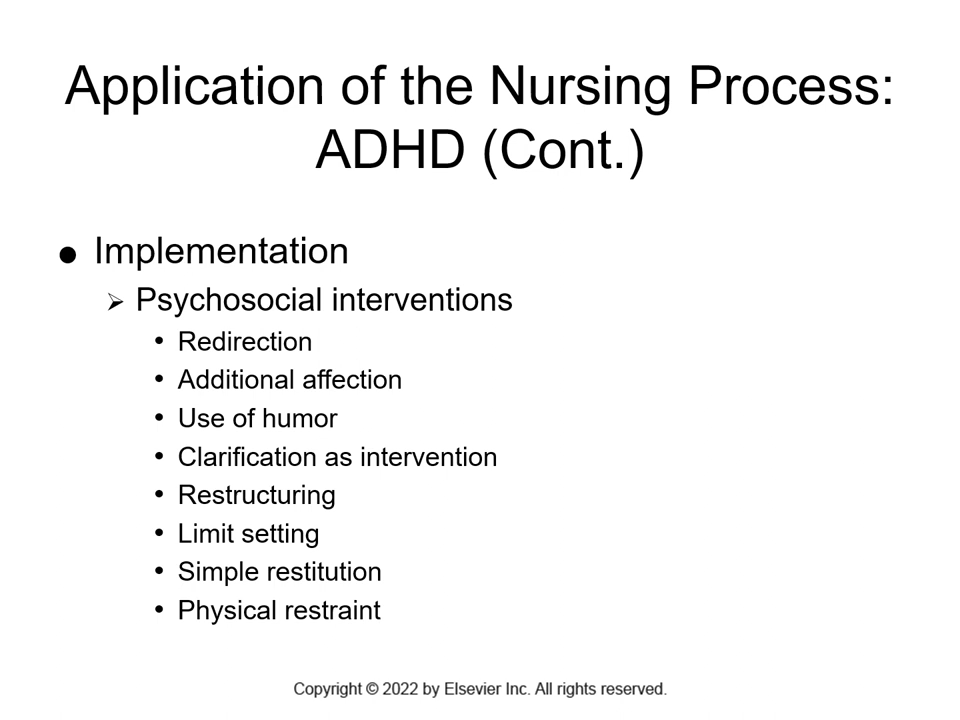 Application of the Nursing Process:
ADHD (Cont.)
● Implementation
➢ Psychosocial interventions
• Redirection
• Additional affection
• Use of humor
• Clarification as intervention
• Restructuring
• Limit setting
• Simple restitution
• Physical restraint
Copyright © 2022 by Elsevier Inc. All rights reserved.